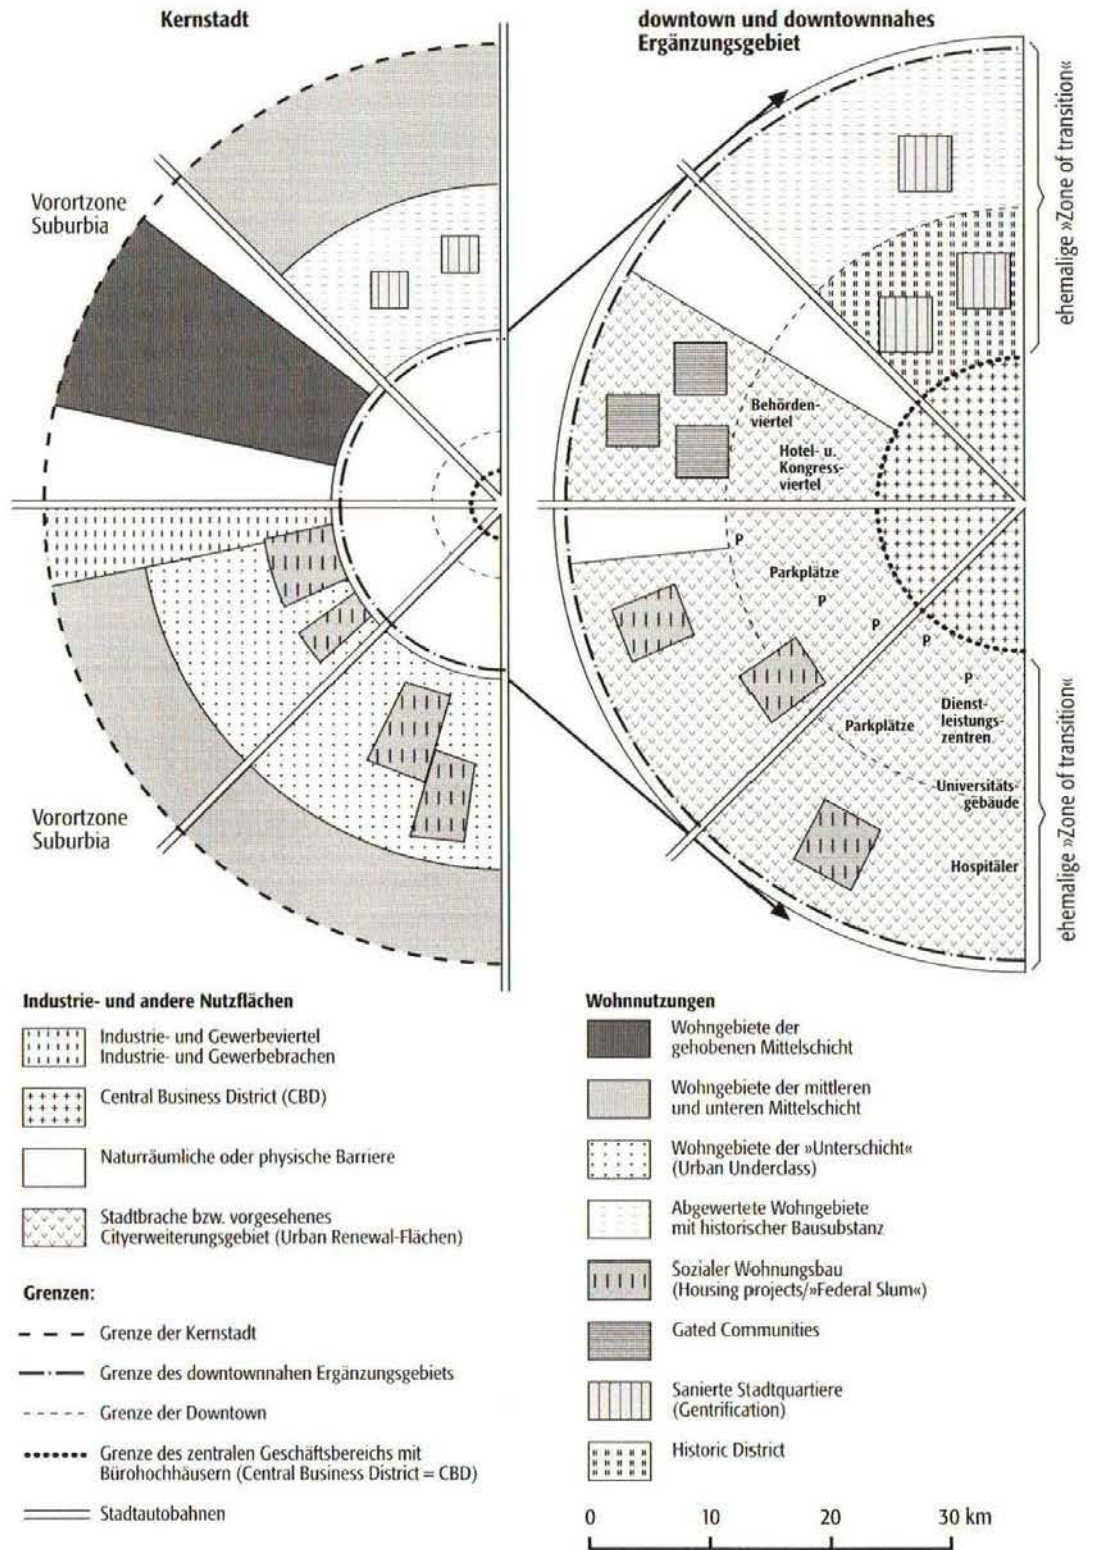 Kernstadt
downtown und downtownnahes
Ergänzungsgebiet
Vorortzone
Suburbia
Vorortzone
Suburbia
ehemalige »Zone of transition«
Behörden-
viertel
Hotel- u.
Kongress-
viertel
P
Parkplätze
P
P
P
P
Dienst-
leistungs-
zentren
Parkplätze
Universitäts-
gebäude
Hospitäler
ehemalige »Zone of transition«
Industrie- und andere Nutzflächen
Industrie- und Gewerbeviertel
Industrie- und Gewerbebrachen
Central Business District (CBD)
Naturräumliche oder physische Barriere
Stadtbrache bzw. vorgesehenes
Cityerweiterungsgebiet (Urban Renewal-Flächen)
Grenzen:
Grenze der Kernstadt
Grenze des downtownnahen Ergänzungsgebiets
Grenze der Downtown
Grenze des zentralen Geschäftsbereichs mit
Bürohochhäusern (Central Business District = CBD)
Stadtautobahnen
Wohnnutzungen
Wohngebiete der
gehobenen Mittelschicht
Wohngebiete der mittleren
und unteren Mittelschicht
Wohngebiete der »Unterschicht«
(Urban Underclass)
Abgewertete Wohngebiete
mit historischer Bausubstanz
Sozialer Wohnungsbau
(Housing projects/»Federal Slum«)
Gated Communities
Sanierte Stadtquartiere
(Gentrification)
Historic District
0 10 20 30 km